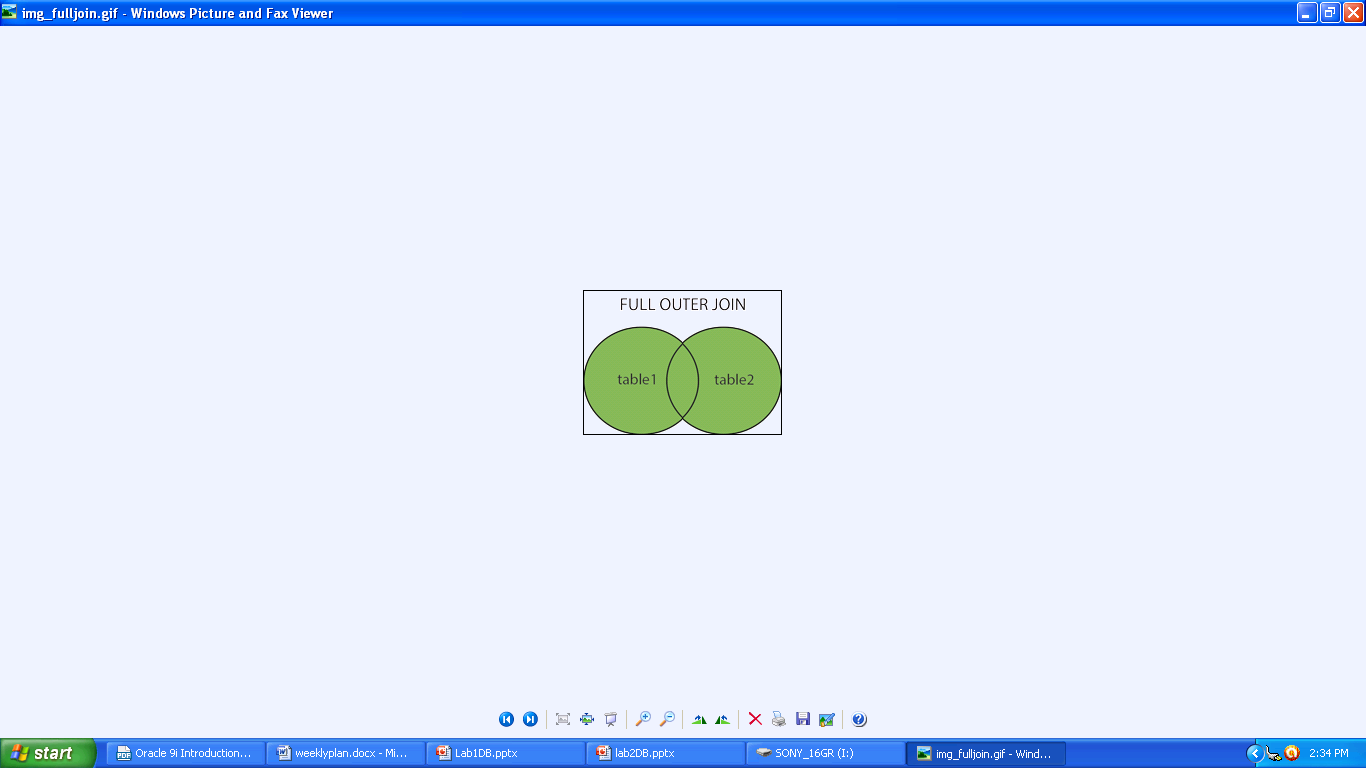 img_fulljoin.gif - Windows Picture and Fax Viewer
FULL OUTER JOIN
table1 table2
start
Oracle 9i Introduction...
weeklyplan.docx - Mi...
Lab1DB.pptx
lab2DB.pptx
SONY_16GR (I:)
img_fulljoin.gif - Wind...
2:34 PM